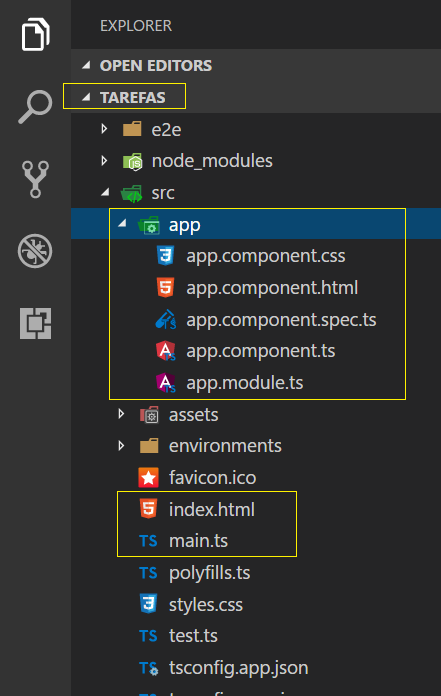 EXPLORER
OPEN EDITORS
TAREFAS
e2e
node_modules
src
app
app.component.css
app.component.html
app.component.spec.ts
app.component.ts
app.module.ts
assets
environments
favicon.ico
index.html
TS main.ts
TS polyfills.ts
styles.css
TS test.ts
TS tsconfig.app.json